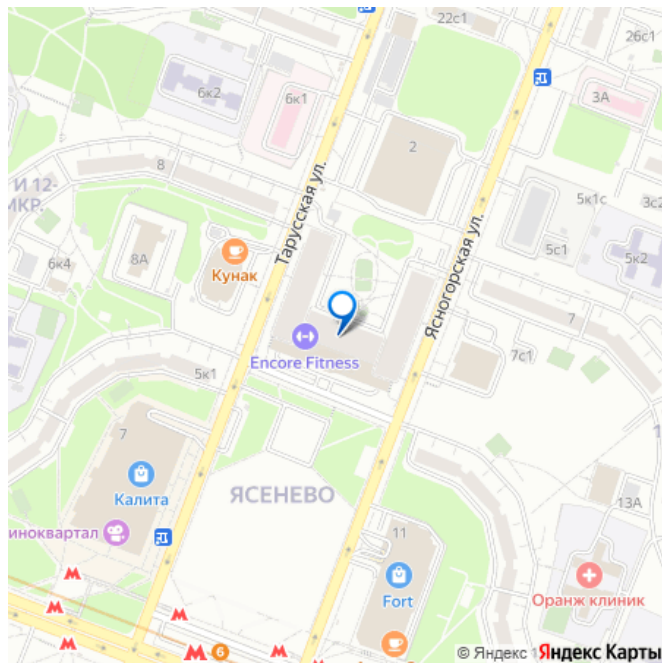 22с1
26с1
6к2
6к1
3А
2
Тарусская ул.
8
И 12-
МКР.
5к1с
3с2
Ясногорская ул.
5с1
5к2
8А
6к4
Кунак
7
Encore Fitness
7с1
5к1
7
ЯСЕНЕВО
Калита
13А
11
иноквартал
Fort
Оранж клиник
6
© Яндекс
Яндекс Карты